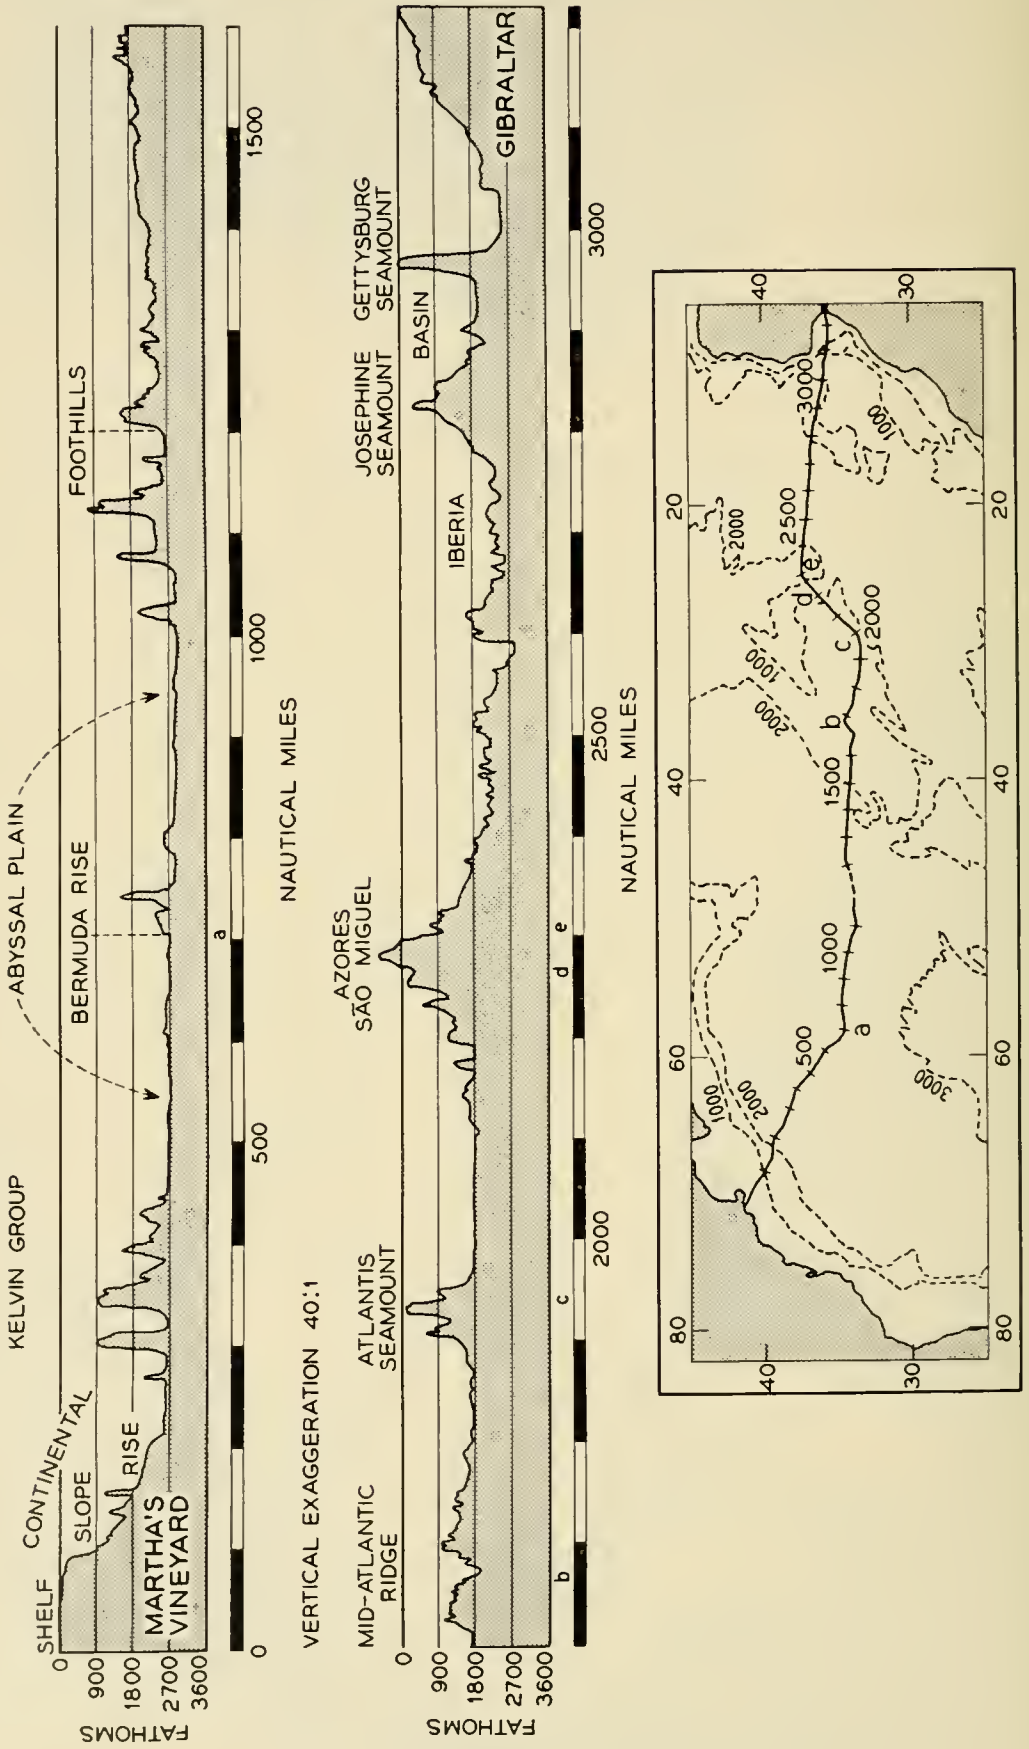 KELVIN GROUP
ABYSSAL PLAIN
SHELF
CONTINENTAL
SLOPE
RISE
BERMUDA RISE
FOOTHILLS
MARTHA'S
VINEYARD
FATHOMS
0
900
1800
2700
3600
a
0
500
1000
1500
NAUTICAL MILES
VERTICAL EXAGGERATION 40:1
MID-ATLANTIC
RIDGE
ATLANTIS
SEAMOUNT
AZORES
SÃO MIGUEL
JOSEPHINE
SEAMOUNT
GETTYSBURG
SEAMOUNT
IBERIA
BASIN
GIBRALTAR
FATHOMS
0
900
1800
2700
3600
b
c
d
e
2000
2500
3000
NAUTICAL MILES
80
60
40
20
40
40
30
30
1000
2000
500
a
1000
1500
b
c
d
e
2500
3000
2000
1000
2000
2000
1000
3000
80
60
40
20